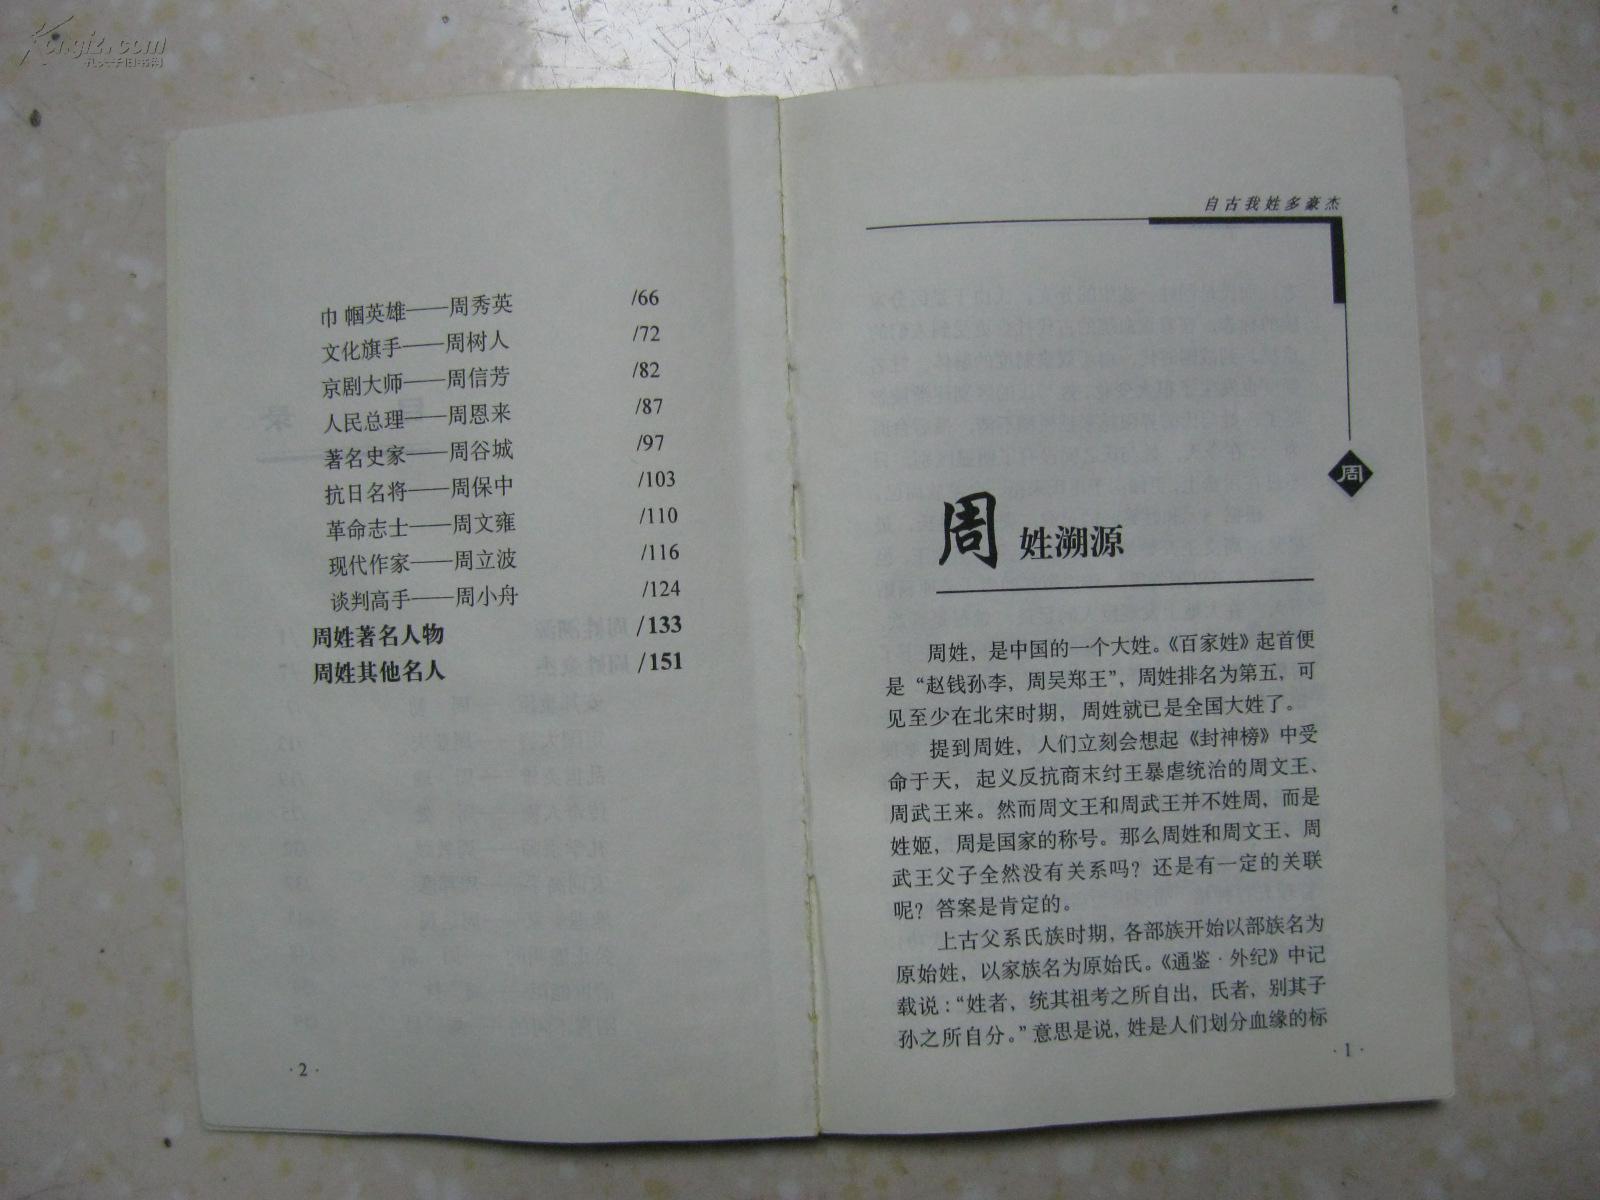 巾帼英雄——周秀英 /66
文化旗手——周树人 /72
京剧大师——周信芳 /82
人民总理——周恩来 /87
著名史家——周谷城 /97
抗日名将——周保中 /103
革命志士——周文雍 /110
现代作家——周立波 /116
谈判高手——周小舟 /124
周姓著名人物 /133
周姓其他名人 /151
·2·
自古我姓多豪杰
周
周姓溯源
周姓，是中国的一个大姓。《百家姓》起首便
是“赵钱孙李，周吴郑王”，周姓排名为第五，可
见至少在北宋时期，周姓就已是全国大姓了。
提到周姓，人们立刻会想起《封神榜》中受
命于天，起义反抗商末纣王暴虐统治的周文王、
周武王来。然而周文王和周武王并不姓周，而是
姓姬，周是国家的称号。那么周姓和周文王、周
武王父子全然没有关系吗？还是有一定的关联
呢？答案是肯定的。
上古父系氏族时期，各部族开始以部族名为
原始姓，以家族名为原始氏。《通鉴·外纪》中记
载说：“姓者，统其祖考之所自出，氏者，别其子
孙之所自分。”意思是说，姓是人们划分血缘的标
·1·